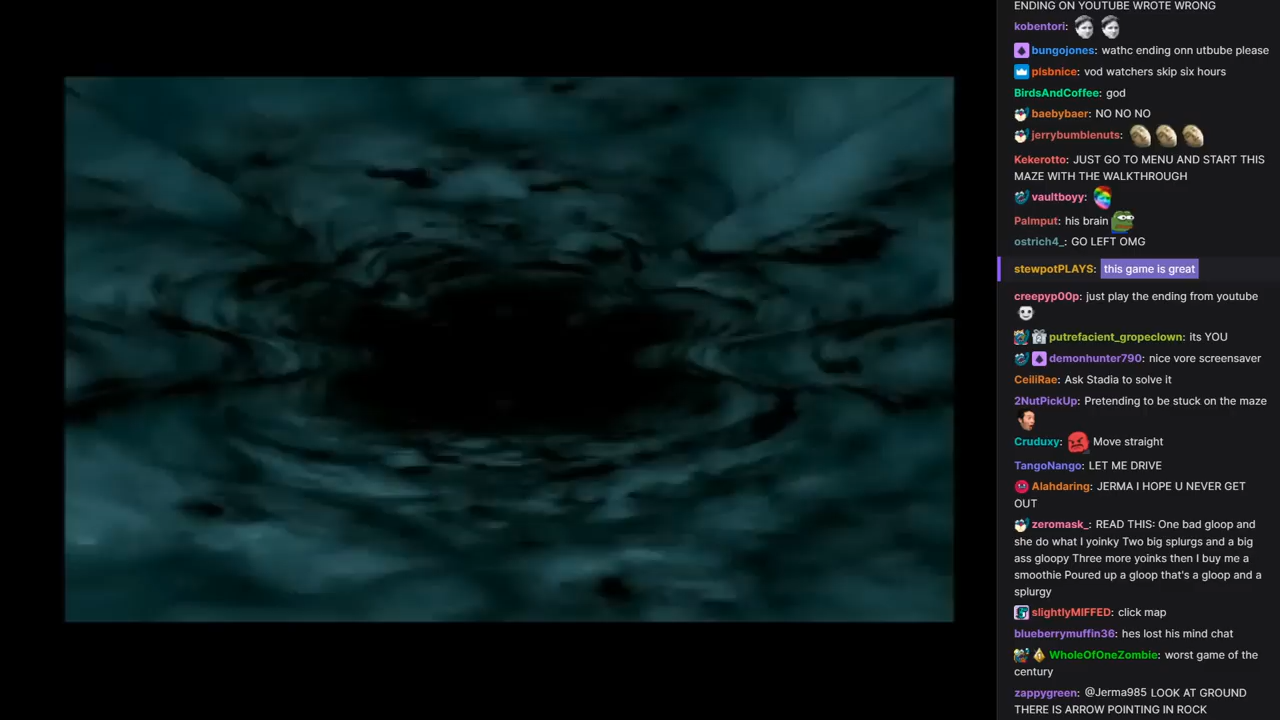 ENDING ON YOUTUBE WROTE WRONG
kobentori:
bungojones: wathc ending onn utbube please
plsbnice: vod watchers skip six hours
BirdsAndCoffee: god
baebybaer: NO NO NO
jerrybumblenuts:
Kekerotto: JUST GO TO MENU AND START THIS
MAZE WITH THE WALKTHROUGH
vaultboyy:
Palmput: his brain
ostrich4_: GO LEFT OMG
stewpotPLAYS: this game is great
creepyp00p: just play the ending from youtube
putrefacient_gropeclown: its YOU
demonhunter790: nice vore screensaver
CeiliRae: Ask Stadia to solve it
2NutPickUp: Pretending to be stuck on the maze
Cruduxy: Move straight
TangoNango: LET ME DRIVE
Alahdaring: JERMA I HOPE U NEVER GET
OUT
zeromask_: READ THIS: One bad gloop and
she do what I yoinky Two big splurgs and a big
ass gloopy Three more yoinks then I buy me a
smoothie Poured up a gloop that's a gloop and a
splurgy
slightlyMIFFED: click map
blueberrymuffin36: hes lost his mind chat
WholeOfOneZombie: worst game of the
century
zappygreen: @Jerma985 LOOK AT GROUND
THERE IS ARROW POINTING IN ROCK